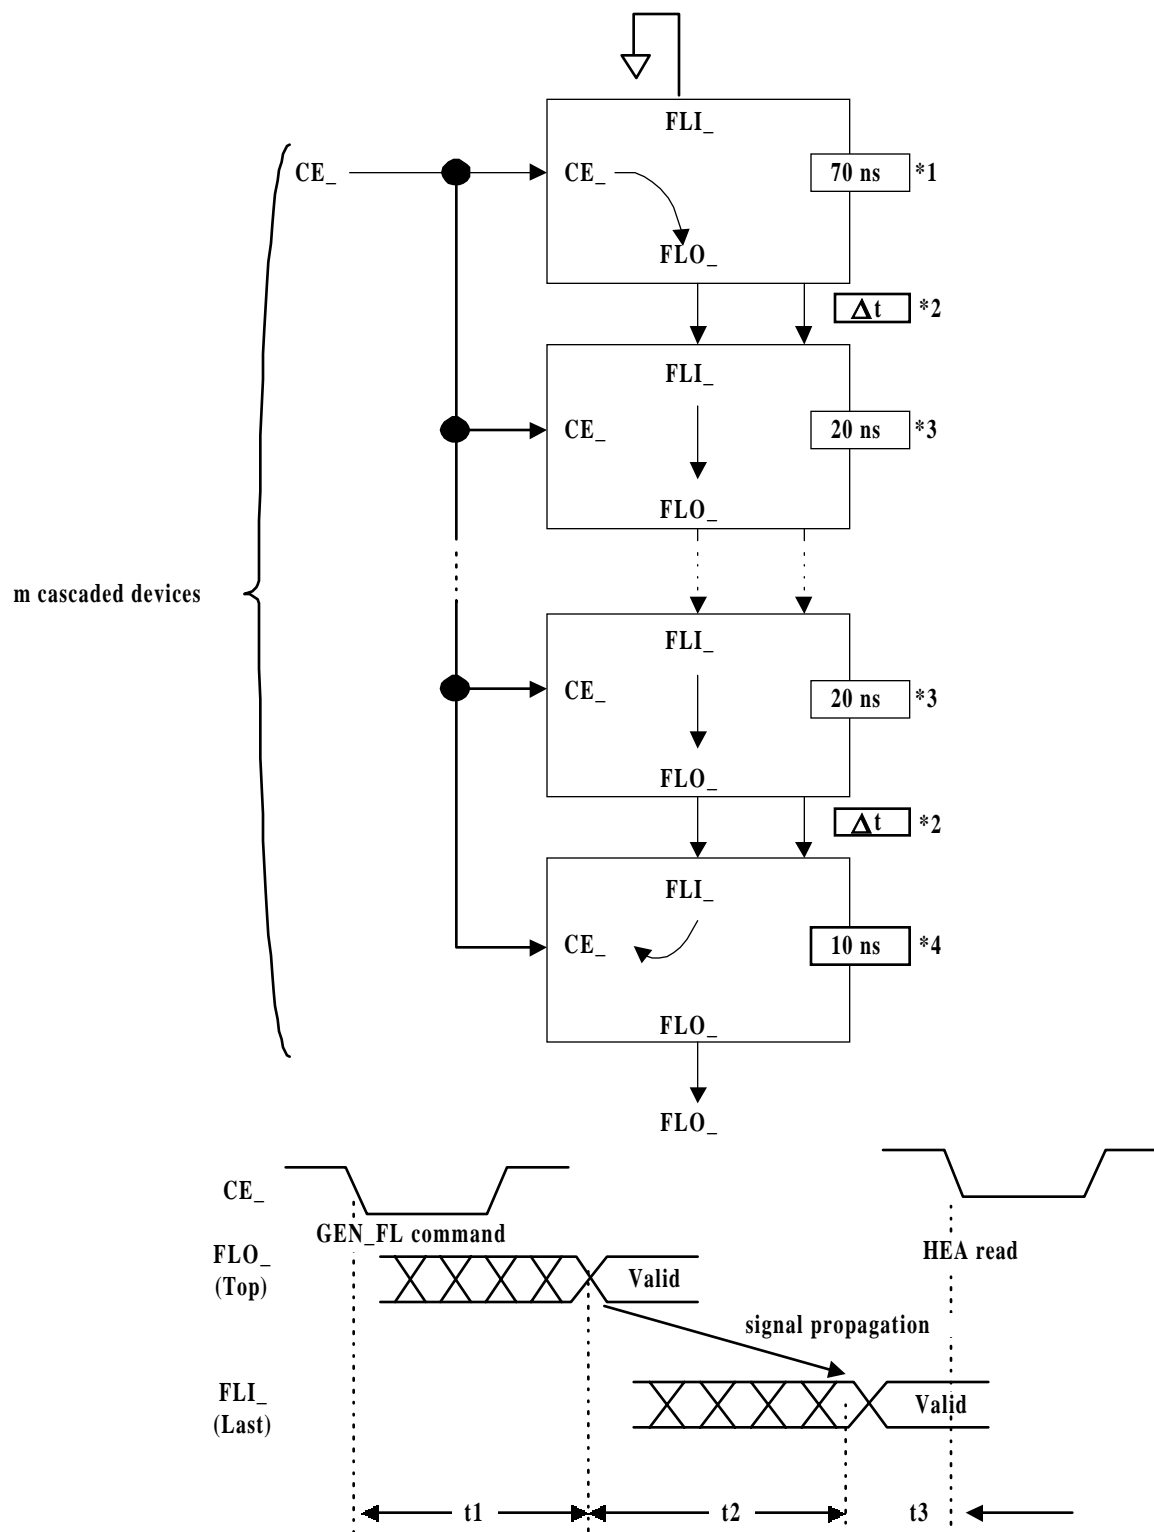 FLI_
CE_
CE_
70 ns
*1
FLO_
Δt
*2
FLI_
CE_
20 ns
*3
FLO_
m cascaded devices
FLI_
CE_
20 ns
*3
FLO_
Δt
*2
FLI_
CE_
10 ns
*4
FLO_
FLO_
CE_
GEN_FL command
HEA read
FLO_
(Top)
Valid
signal propagation
FLI_
(Last)
Valid
t1
t2
t3